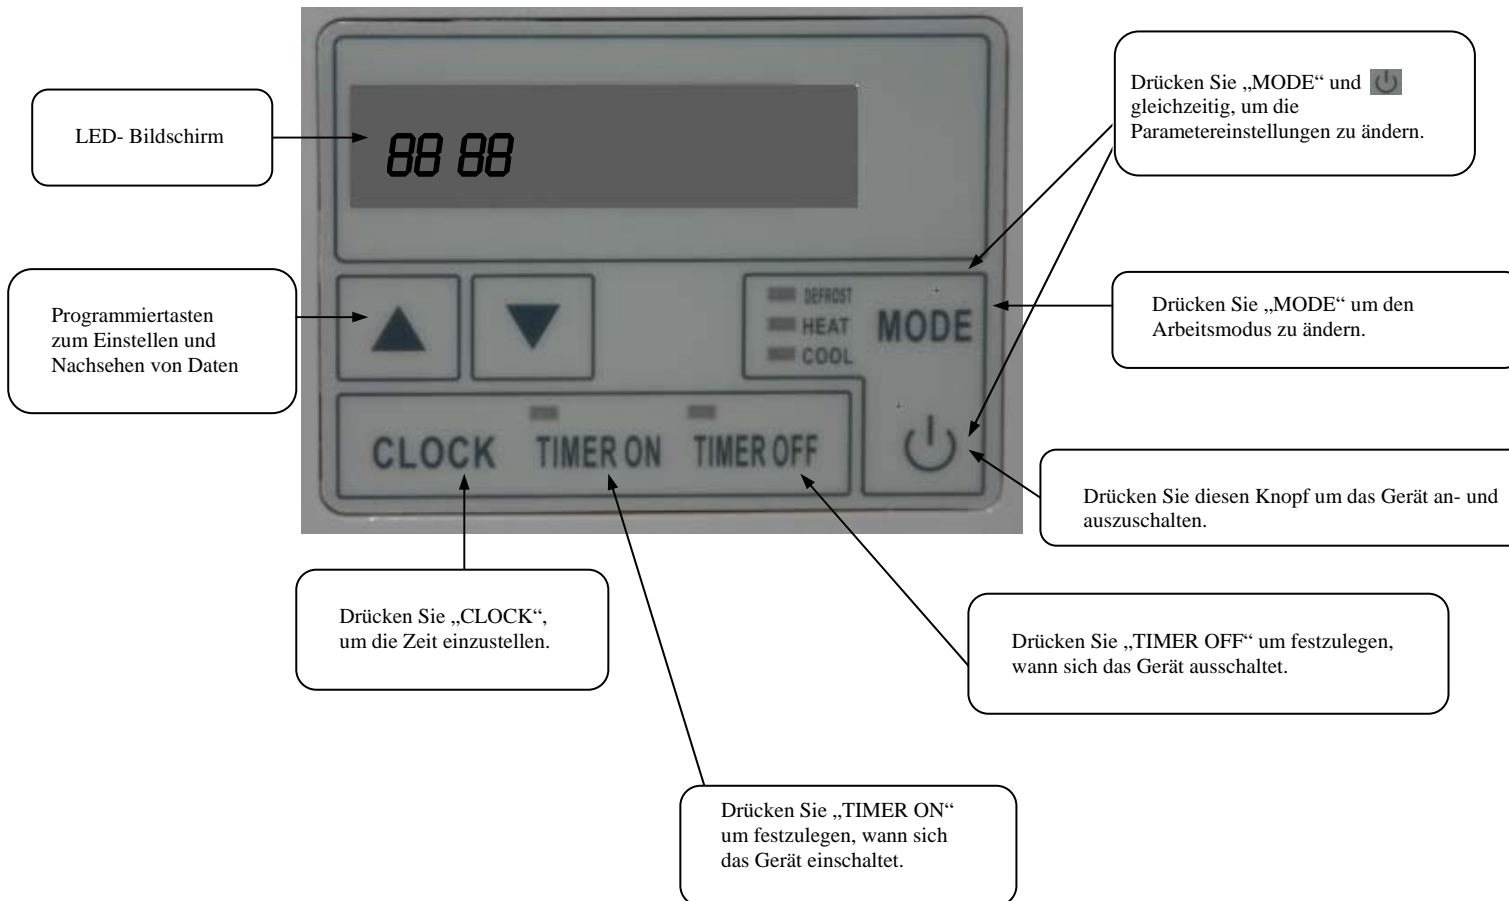 Drücken Sie „MODE“ und
gleichzeitig, um die
Parametereinstellungen zu ändern.
LED- Bildschirm
88 88
Programmiertasten
zum Einstellen und
Nachsehen von Daten
DEFROST
HEAT
COOL
MODE
Drücken Sie „MODE“ um den
Arbeitsmodus zu ändern.
CLOCK
TIMER ON
TIMER OFF
Drücken Sie diesen Knopf um das Gerät an- und
auszuschalten.
Drücken Sie „CLOCK“,
um die Zeit einzustellen.
Drücken Sie „TIMER OFF“ um festzulegen,
wann sich das Gerät ausschaltet.
Drücken Sie „TIMER ON“
um festzulegen, wann sich
das Gerät einschaltet.